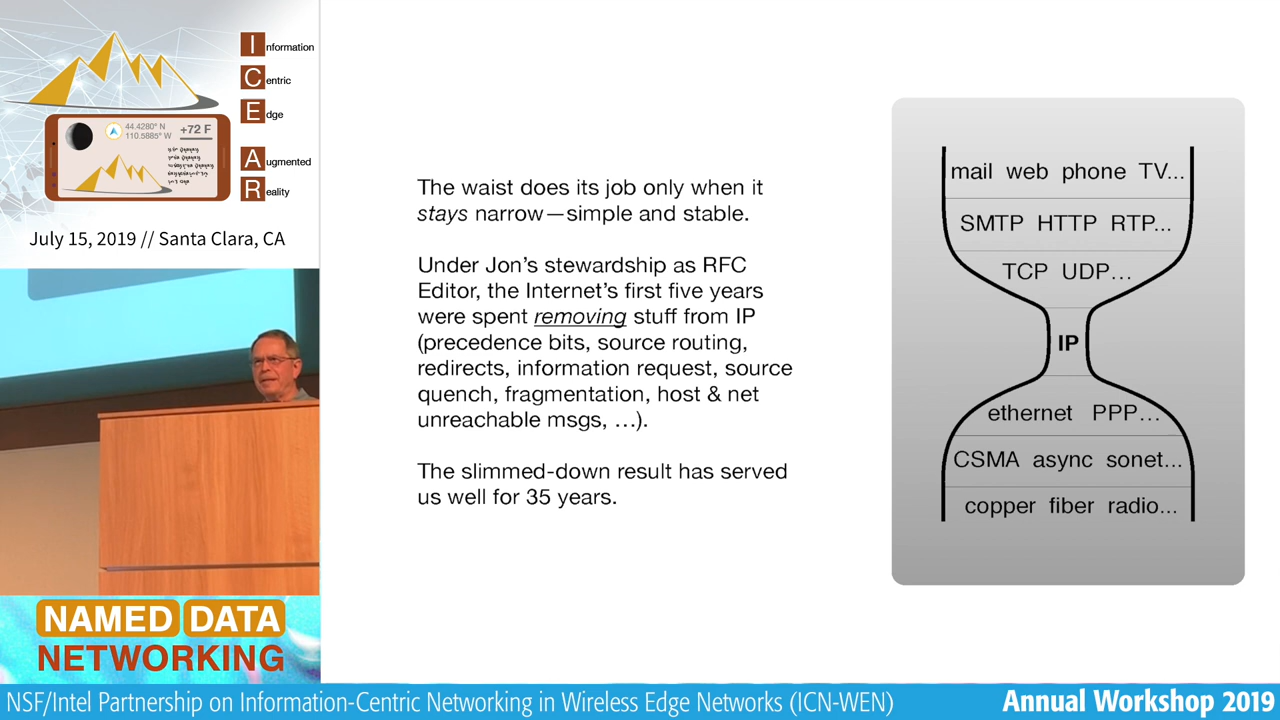 Information
Centric
Edge
Augmented
Reality
44.4280° N
110.5885° W
+72 F
July 15, 2019 // Santa Clara, CA
The waist does its job only when it
stays narrow—simple and stable.
Under Jon's stewardship as RFC
Editor, the Internet's first five years
were spent removing stuff from IP
(precedence bits, source routing,
redirects, information request, source
quench, fragmentation, host & net
unreachable msgs, …).
The slimmed-down result has served
us well for 35 years.
mail web phone TV...
SMTP HTTP RTP...
TCP UDP...
IP
ethernet PPP...
CSMA async sonet...
copper fiber radio...
NAMED DATA
NETWORKING
NSF/Intel Partnership on Information-Centric Networking in Wireless Edge Networks (ICN-WEN)
Annual Workshop 2019